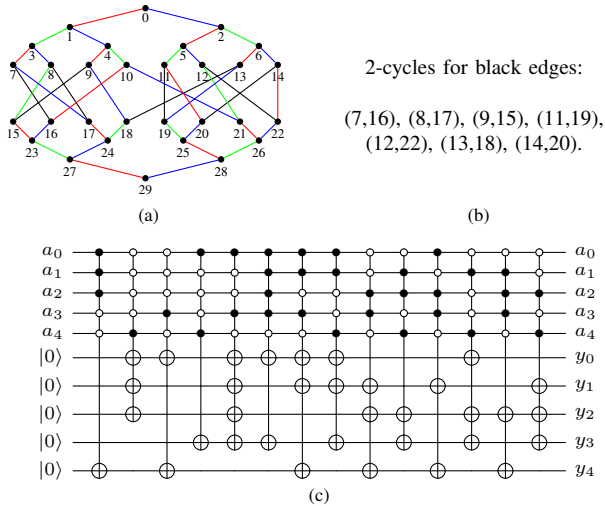 0
1 2
3 4 5 6
7 8 9 10 11 12 13 14
15 16 17 18 19 20 21 22
23 24 25 26
27 28
29
(a)
2-cycles for black edges:
(7,16), (8,17), (9,15), (11,19),
(12,22), (13,18), (14,20).
(b)
a₀ a₀
a₁ a₁
a₂ a₂
a₃ a₃
a₄ a₄
|0⟩ y₀
|0⟩ y₁
|0⟩ y₂
|0⟩ y₃
|0⟩ y₄
(c)